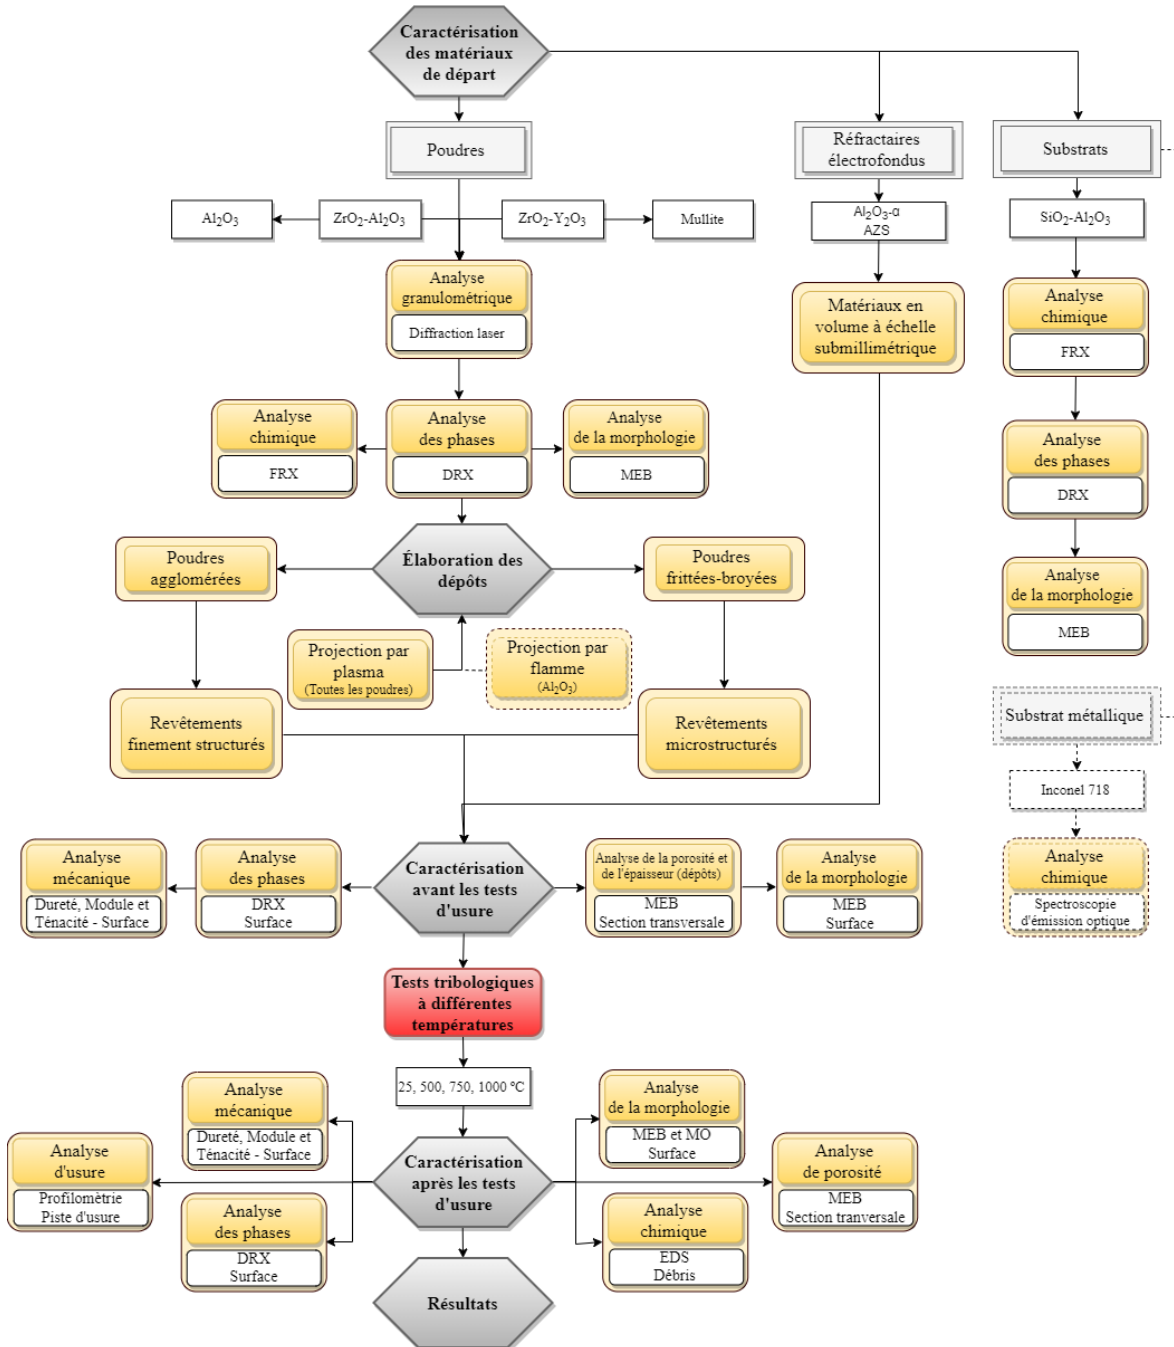 Caractérisation
des matériaux
de départ
Poudres
Réfractaires
électrofondus
Substrats
Al₂O₃
ZrO₂-Al₂O₃
ZrO₂-Y₂O₃
Mullite
Al₂O₃-α
AZS
SiO₂-Al₂O₃
Analyse
granulométrique
Diffraction laser
Matériaux en
volume à échelle
submillimétrique
Analyse
chimique
FRX
Analyse
chimique
FRX
Analyse
des phases
DRX
Analyse
de la morphologie
MEB
Analyse
des phases
DRX
Poudres
agglomérées
Élaboration des
dépôts
Poudres
frittées-broyées
Analyse
de la morphologie
MEB
Projection par
plasma
(Toutes les poudres)
Projection par
flamme
(Al₂O₃)
Revêtements
finement structurés
Revêtements
microstructurés
Substrat métallique
Inconel 718
Analyse
mécanique
Dureté, Module et
Ténacité - Surface
Analyse
des phases
DRX
Surface
Caractérisation
avant les tests
d'usure
Analyse de la porosité et
de l'épaisseur (dépôts)
MEB
Section transversale
Analyse
de la morphologie
MEB
Surface
Analyse
chimique
Spectroscopie
d'émission optique
Tests tribologiques
à différentes
températures
25, 500, 750, 1000 °C
Analyse
mécanique
Dureté, Module et
Ténacité - Surface
Analyse
de la morphologie
MEB et MO
Surface
Analyse
d'usure
Profilomètrie
Piste d'usure
Caractérisation
après les tests
d'usure
Analyse
de porosité
MEB
Section tranversale
Analyse
des phases
DRX
Surface
Analyse
chimique
EDS
Débris
Résultats